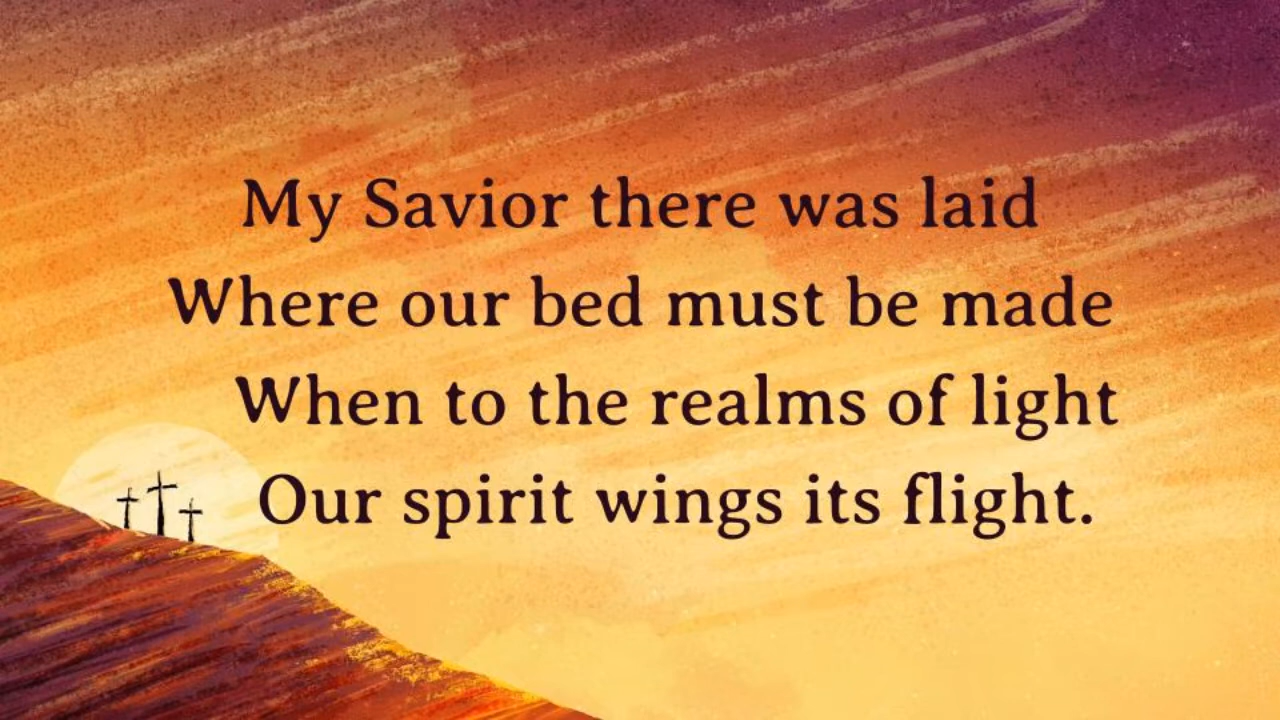 My Savior there was laid
Where our bed must be made
When to the realms of light
Our spirit wings its flight.